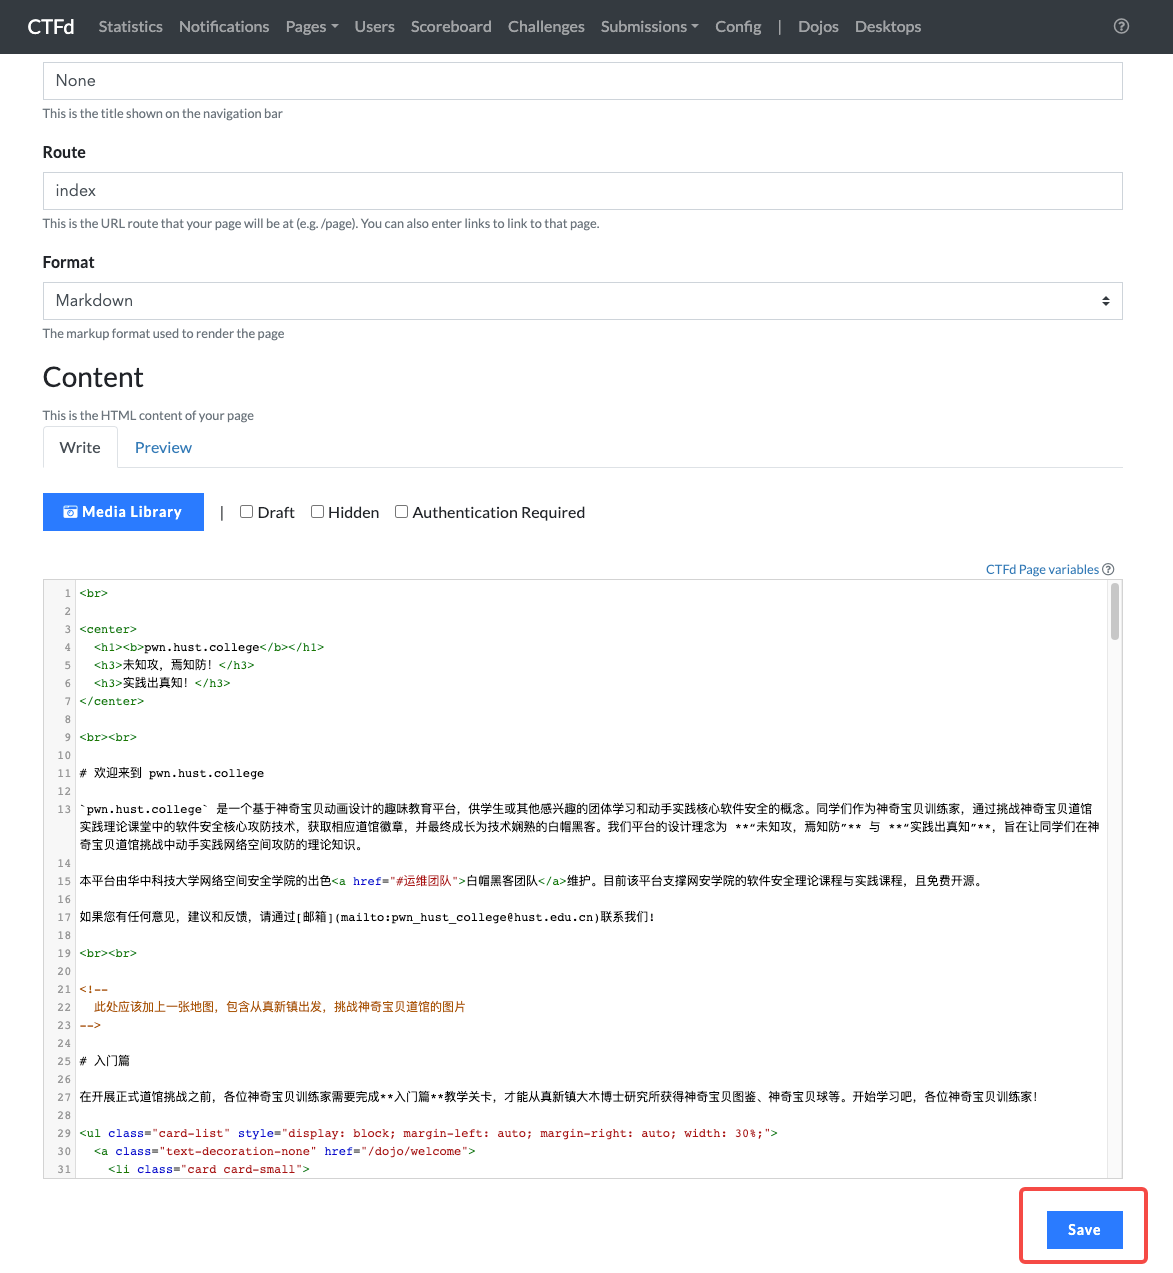 CTFd Statistics Notifications Pages Users Scoreboard Challenges Submissions Config | Dojos Desktops
None
This is the title shown on the navigation bar
Route
index
This is the URL route that your page will be at (e.g. /page). You can also enter links to link to that page.
Format
Markdown
The markup format used to render the page
Content
This is the HTML content of your page
Write Preview
Media Library | Draft Hidden Authentication Required
CTFd Page variables
1 <br>
2
3 <center>
4 <h1><b>pwn.hust.college</b></h1>
5 <h3>未知攻，焉知防！</h3>
6 <h3>实践出真知！</h3>
7 </center>
8
9 <br><br>
10
11 # 欢迎来到 pwn.hust.college
12
13 `pwn.hust.college` 是一个基于神奇宝贝动画设计的趣味教育平台，供学生或其他感兴趣的团体学习和动手实践核心软件安全的概念。同学们作为神奇宝贝训练家，通过挑战神奇宝贝道馆
实践理论课堂中的软件安全核心攻防技术，获取相应道馆徽章，并最终成长为技术娴熟的白帽黑客。我们平台的设计理念为 **“未知攻，焉知防”** 与 **“实践出真知”**，旨在让同学们在神
奇宝贝道馆挑战中动手实践网络空间攻防的理论知识。
14
15 本平台由华中科技大学网络空间安全学院的出色<a href="#运维团队">白帽黑客团队</a>维护。目前该平台支撑网安学院的软件安全理论课程与实践课程，且免费开源。
16
17 如果您有任何意见，建议和反馈，请通过[邮箱](mailto:pwn_hust_college@hust.edu.cn)联系我们！
18
19 <br><br>
20
21 <!--
22 此处应该加上一张地图，包含从真新镇出发，挑战神奇宝贝道馆的图片
23 -->
24
25 # 入门篇
26
27 在开展正式道馆挑战之前，各位神奇宝贝训练家需要完成**入门篇**教学关卡，才能从真新镇大木博士研究所获得神奇宝贝图鉴、神奇宝贝球等。开始学习吧，各位神奇宝贝训练家！
28
29 <ul class="card-list" style="display: block; margin-left: auto; margin-right: auto; width: 30%;">
30 <a class="text-decoration-none" href="/dojo/welcome">
31 <li class="card card-small">
Save